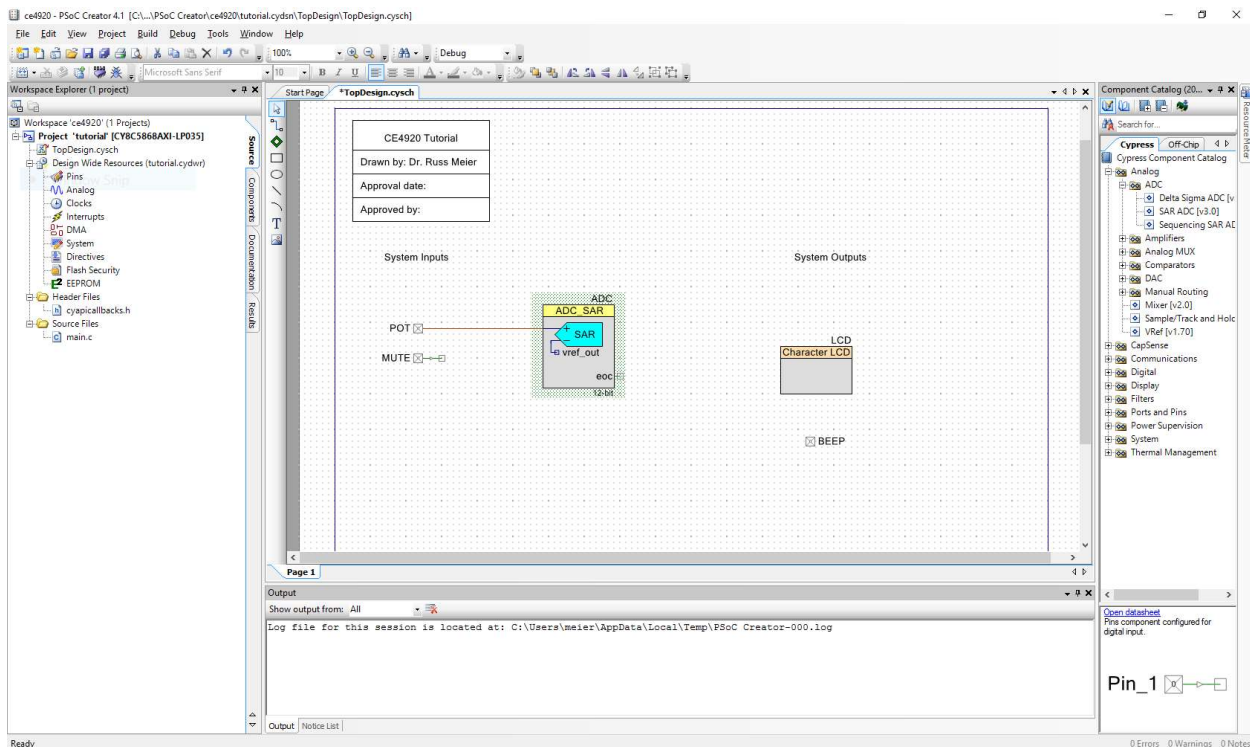 ce4920 - PSoC Creator 4.1 [C:\...\PSoC Creator\ce4920\tutorial.cydsn\TopDesign\TopDesign.cysch]
File Edit View Project Build Debug Tools Window Help
100% Debug
Microsoft Sans Serif 10 B I U A
Workspace Explorer (1 project)
Workspace 'ce4920' (1 Projects)
Project 'tutorial' [CY8C5868AXI-LP035]
TopDesign.cysch
Design Wide Resources (tutorial.cydwr)
Pins
Analog
Clocks
Interrupts
DMA
System
Directives
Flash Security
EEPROM
Header Files
cyapicallbacks.h
Source Files
main.c
Source
Components
Documentation
Results
Start Page *TopDesign.cysch
CE4920 Tutorial
Drawn by: Dr. Russ Meier
Approval date:
Approved by:
System Inputs
System Outputs
ADC
ADC_SAR
POT
SAR
vref_out
MUTE
eoc
12-bit
LCD
Character LCD
BEEP
Page 1
Output
Show output from: All
Log file for this session is located at: C:\Users\meier\AppData\Local\Temp\PSoC Creator-000.log
Output Notice List
Component Catalog (20...
Search for...
Cypress Off-Chip
Cypress Component Catalog
Analog
ADC
Delta Sigma ADC [v
SAR ADC [v3.0]
Sequencing SAR AD
Amplifiers
Analog MUX
Comparators
DAC
Manual Routing
Mixer [v2.0]
Sample/Track and Hold
VRef [v1.70]
CapSense
Communications
Digital
Display
Filters
Ports and Pins
Power Supervision
System
Thermal Management
Resource Meter
Open datasheet
Pins component configured for
digital input.
Pin_1
Ready
0 Errors 0 Warnings 0 Notes